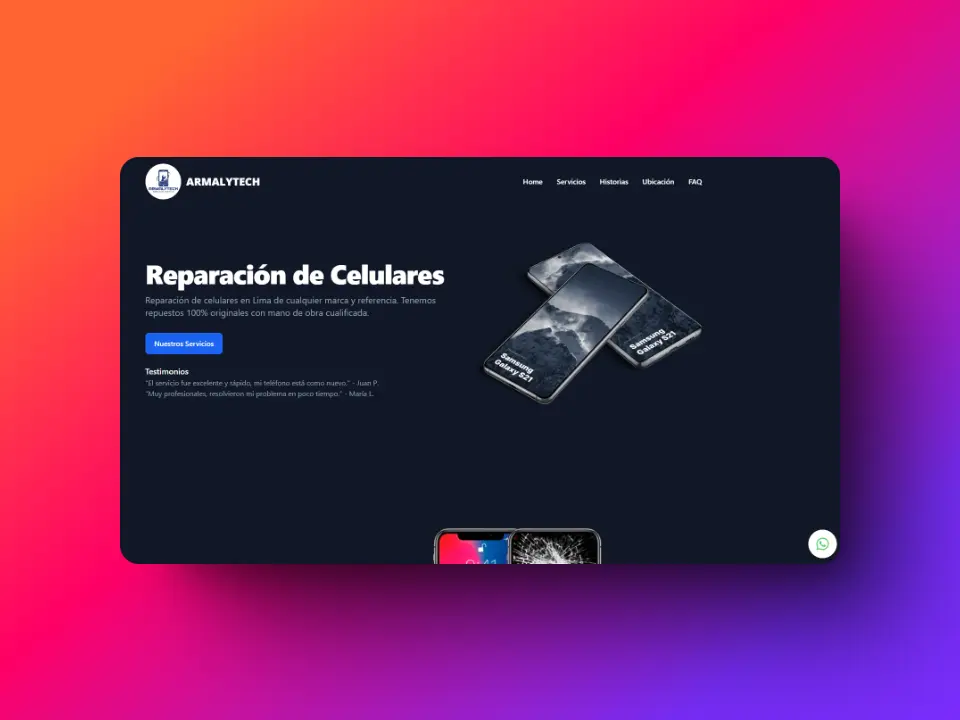 ARMALYTECH
ARMALYTECH
Home Servicios Historias Ubicación FAQ
Reparación de Celulares
Reparación de celulares en Lima de cualquier marca y referencia. Tenemos
repuestos 100% originales con mano de obra cualificada.
Nuestros Servicios
Testimonios
"El servicio fue excelente y rápido, mi teléfono está como nuevo." - Juan P.
"Muy profesionales, resolvieron mi problema en poco tiempo." - María L.
Samsung
Galaxy S21
Samsung
Galaxy S21